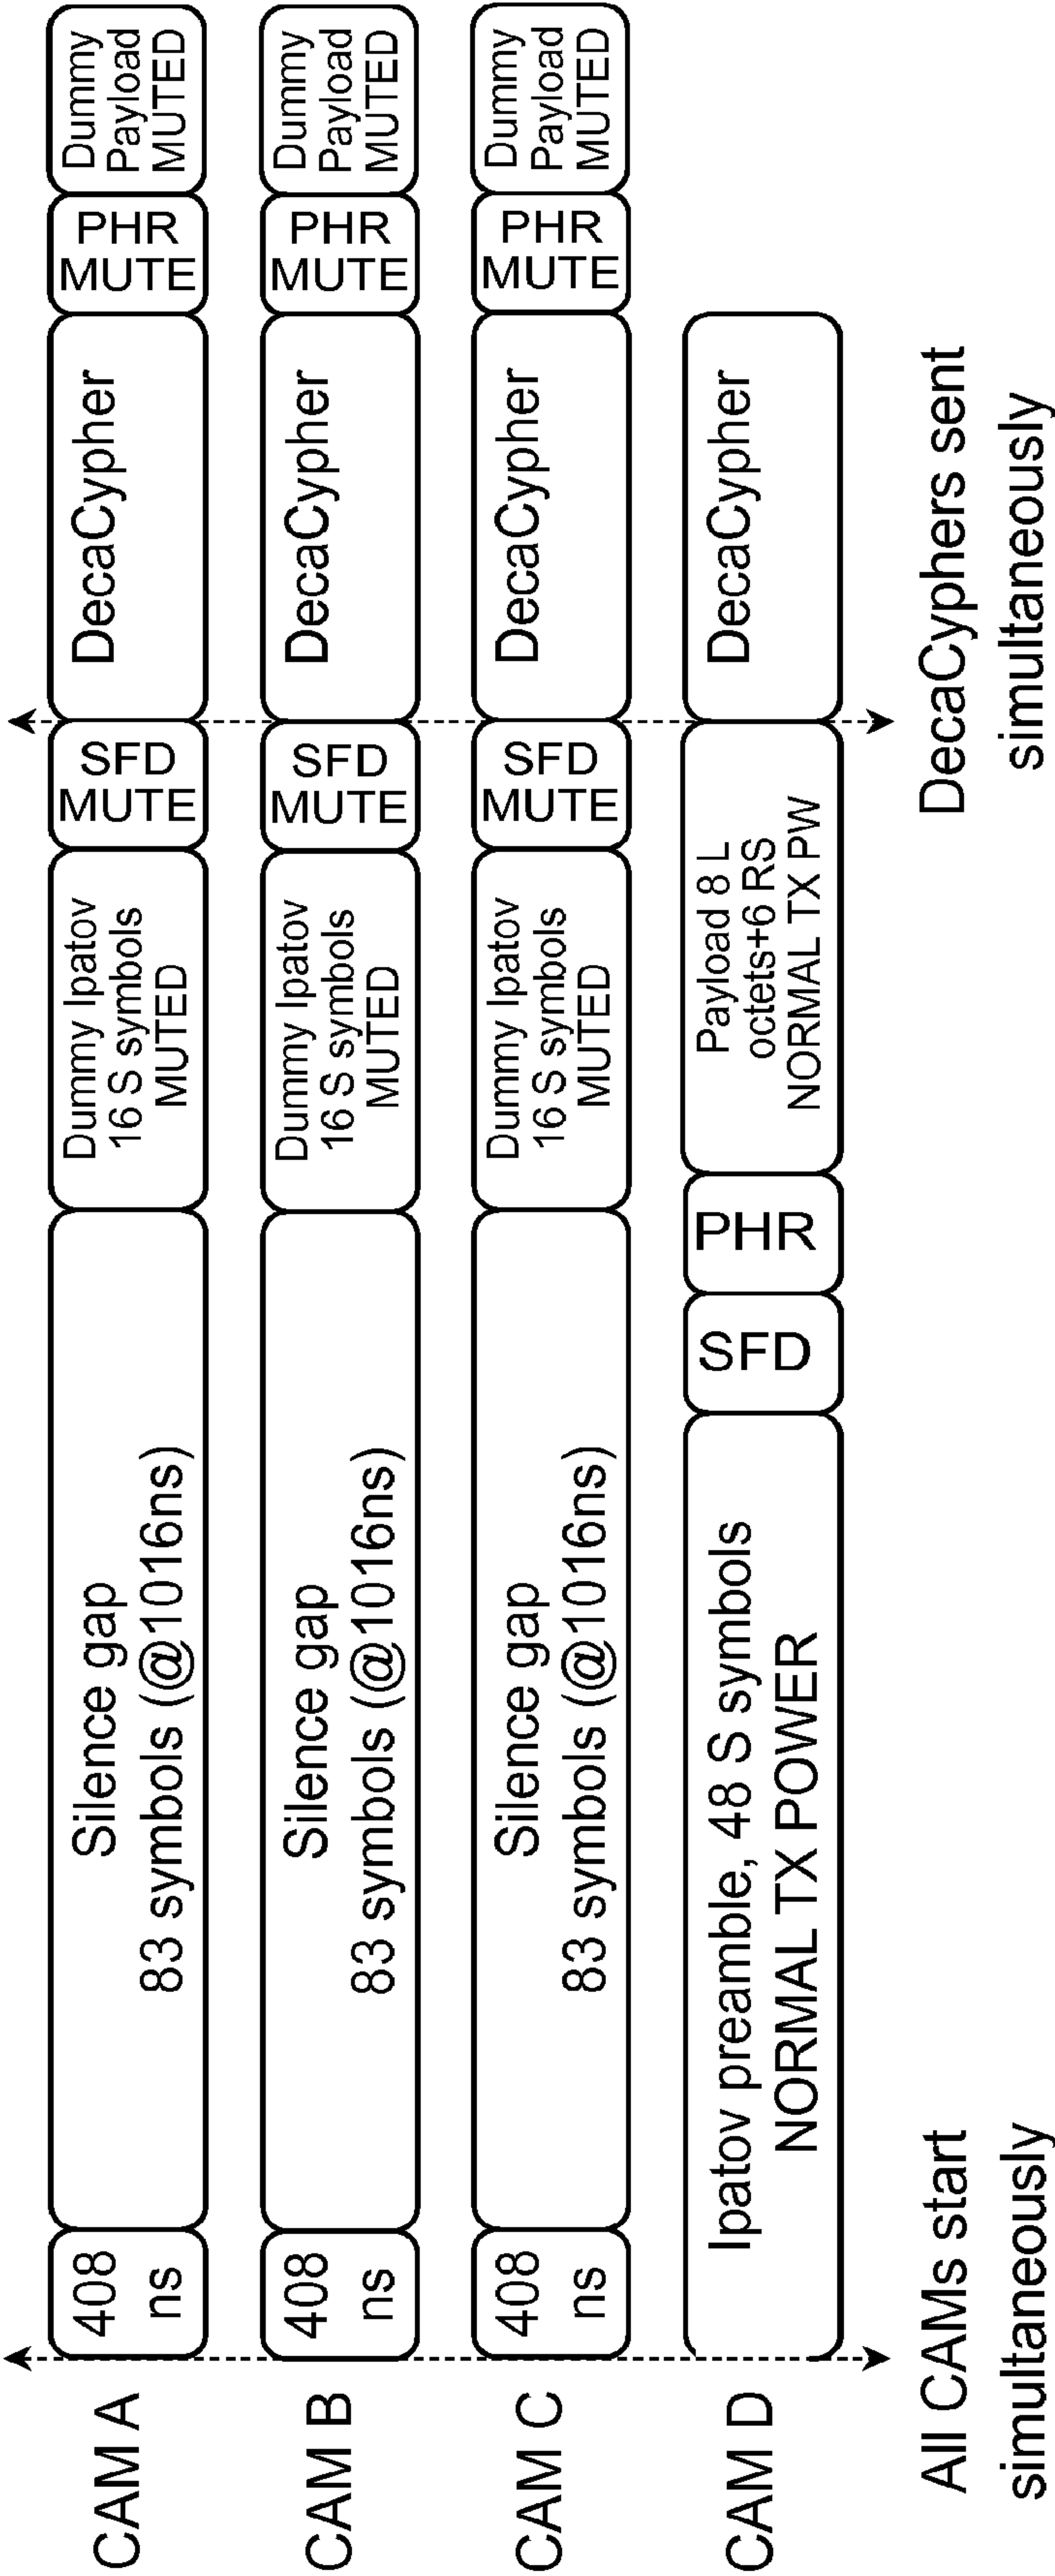 CAM A
408
ns
Silence gap
83 symbols (@1016ns)
Dummy Ipatov
16 S symbols
MUTED
SFD
MUTE
DecaCypher
PHR
MUTE
Dummy
Payload
MUTED
CAM B
408
ns
Silence gap
83 symbols (@1016ns)
Dummy Ipatov
16 S symbols
MUTED
SFD
MUTE
DecaCypher
PHR
MUTE
Dummy
Payload
MUTED
CAM C
408
ns
Silence gap
83 symbols (@1016ns)
Dummy Ipatov
16 S symbols
MUTED
SFD
MUTE
DecaCypher
PHR
MUTE
Dummy
Payload
MUTED
CAM D
Ipatov preamble, 48 S symbols
NORMAL TX POWER
SFD
PHR
Payload 8 L
octets+6 RS
NORMAL TX PW
DecaCypher
All CAMs start
simultaneously
DecaCyphers sent
simultaneously